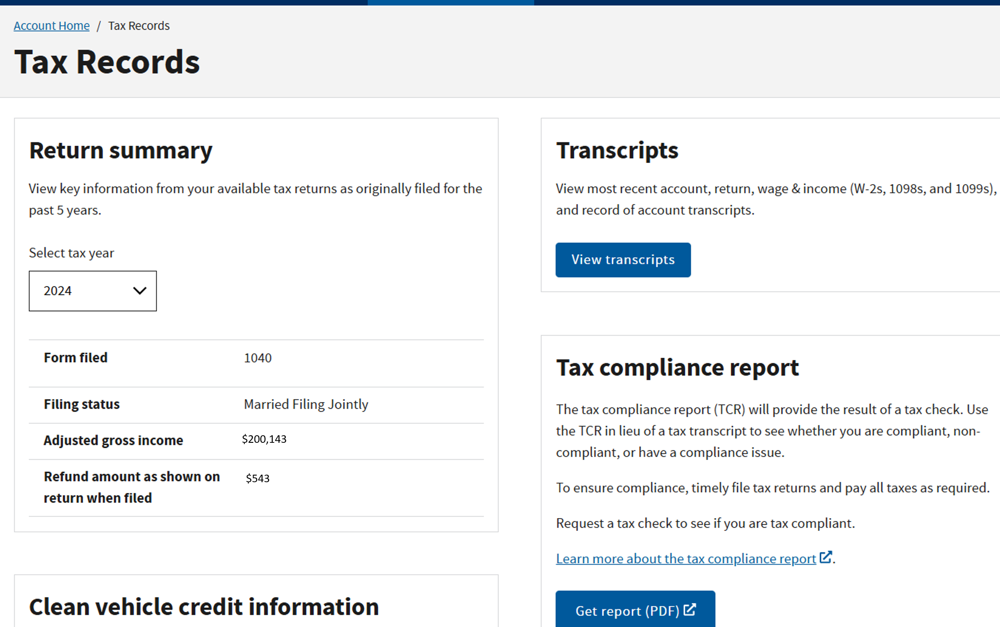 Account Home / Tax Records
Tax Records
Return summary
View key information from your available tax returns as originally filed for the
past 5 years.
Select tax year
2024
Form filed 1040
Filing status Married Filing Jointly
Adjusted gross income $200,143
Refund amount as shown on $543
return when filed
Clean vehicle credit information
Transcripts
View most recent account, return, wage & income (W-2s, 1098s, and 1099s),
and record of account transcripts.
View transcripts
Tax compliance report
The tax compliance report (TCR) will provide the result of a tax check. Use
the TCR in lieu of a tax transcript to see whether you are compliant, non-
compliant, or have a compliance issue.
To ensure compliance, timely file tax returns and pay all taxes as required.
Request a tax check to see if you are tax compliant.
Learn more about the tax compliance report.
Get report (PDF)